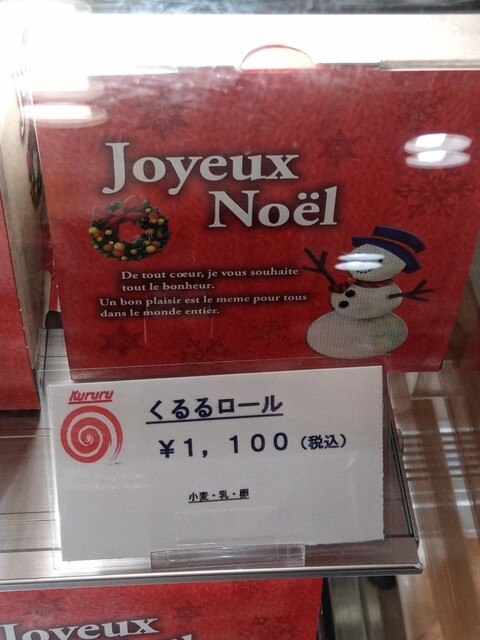 Joyeux
Noël
De tout cœur, je vous souhaite
tout le bonheur.
Un bon plaisir est le meme pour tous
dans le monde entier.
Kururu
くるるロール
￥1，100（税込）
小麦・乳・卵
Joyeux